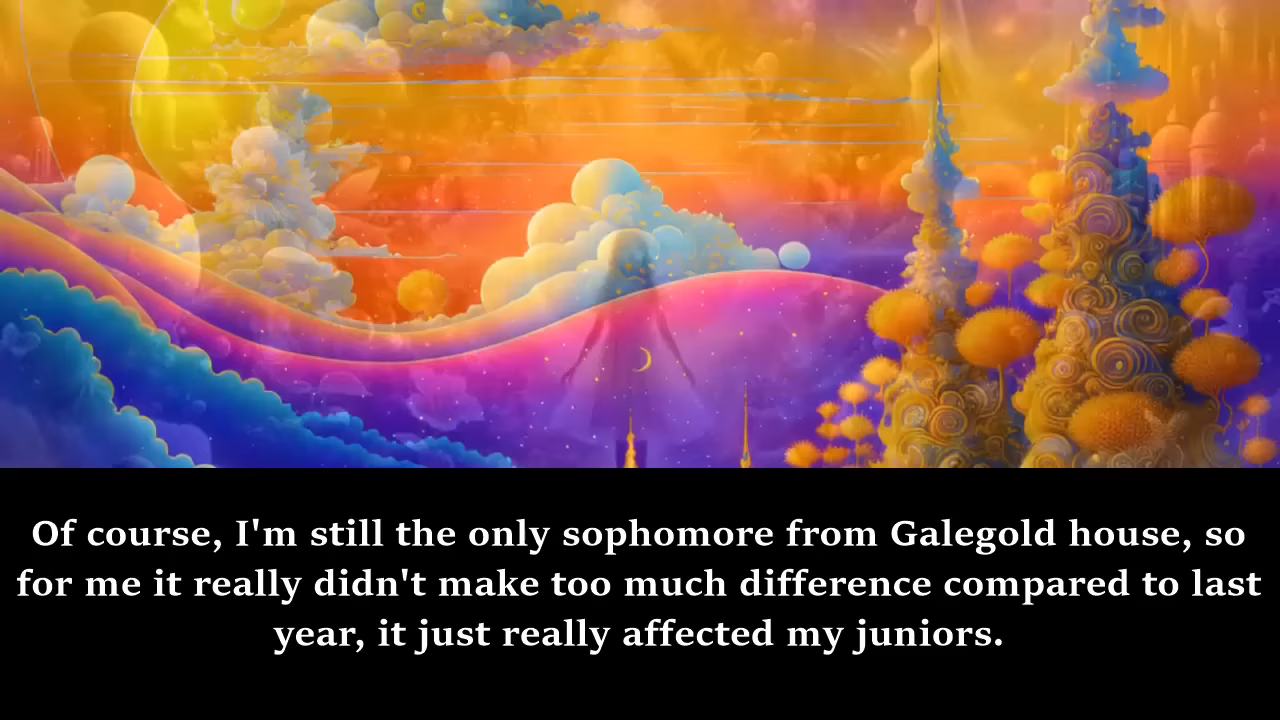 Of course, I'm still the only sophomore from Galegold house, so
for me it really didn't make too much difference compared to last
year, it just really affected my juniors.